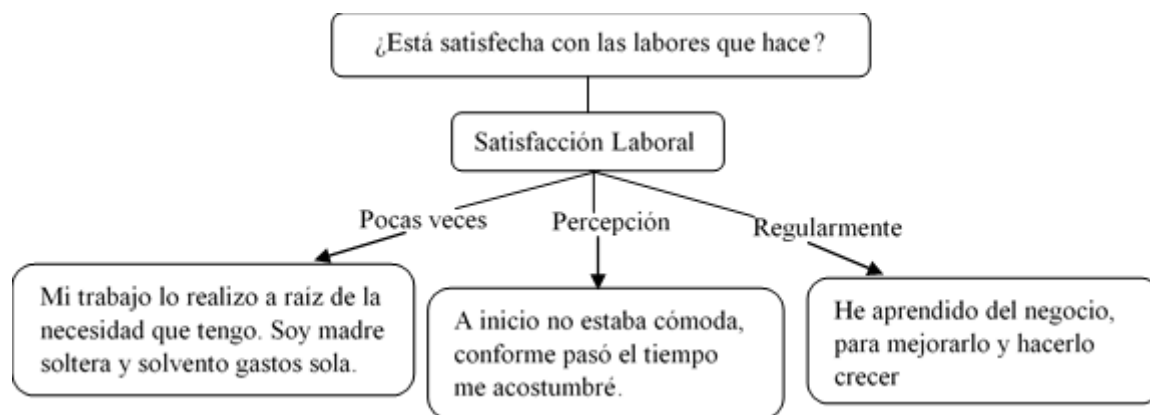 ¿Está satisfecha con las labores que hace?
Satisfacción Laboral
Pocas veces
Percepción
Regularmente
Mi trabajo lo realizo a raíz de la
necesidad que tengo. Soy madre
soltera y solvento gastos sola.
A inicio no estaba cómoda,
conforme pasó el tiempo
me acostumbré.
He aprendido del negocio,
para mejorarlo y hacerlo
crecer